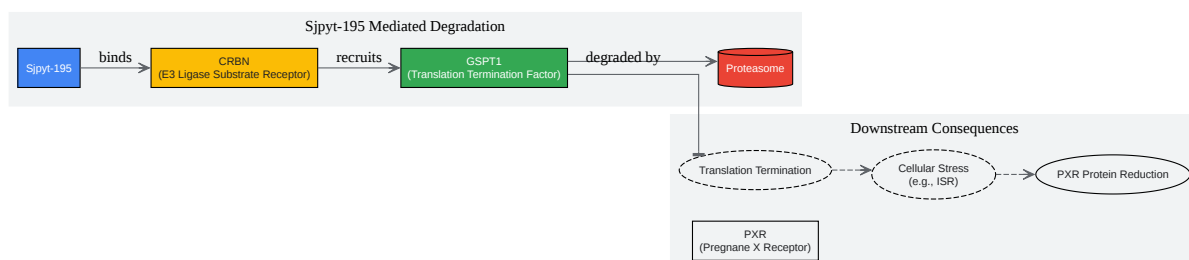 Sjpyt-195 Mediated Degradation
Sjpyt-195
binds
CRBN
(E3 Ligase Substrate Receptor)
recruits
GSPT1
(Translation Termination Factor)
degraded by
Proteasome
Downstream Consequences
Translation Termination
Cellular Stress
(e.g., ISR)
PXR Protein Reduction
PXR
(Pregnane X Receptor)